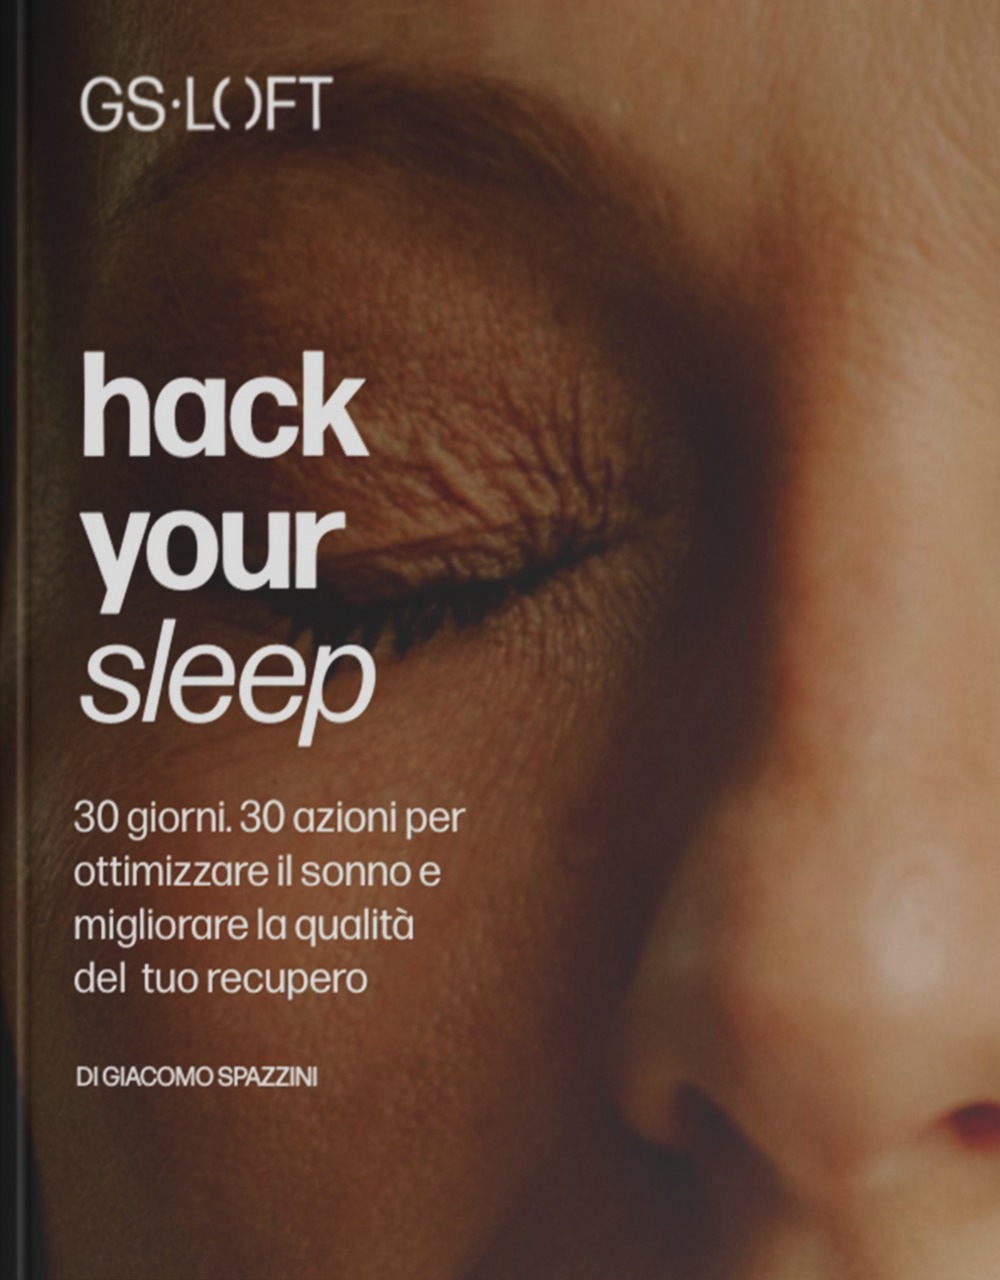 GS·LOFT
hack
your
sleep
30 giorni. 30 azioni per
ottimizzare il sonno e
migliorare la qualità
del  tuo recupero
DI GIACOMO SPAZZINI